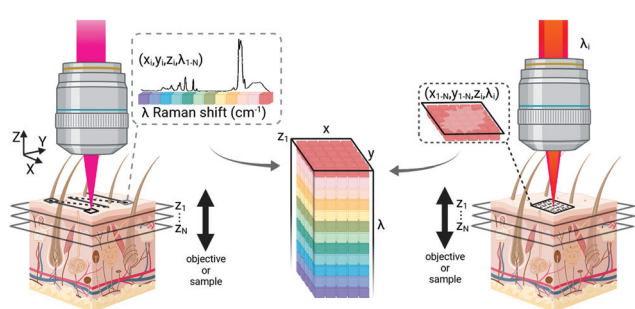 (xᵢ,yᵢ,zᵢ,λ₁₋N)
λ Raman shift (cm⁻¹)
Z
Y
X
z₁
zN
objective
or
sample
z₁
x
y
λ
λᵢ
(x₁₋N,y₁₋N,zᵢ,λᵢ)
z₁
zN
objective
or
sample